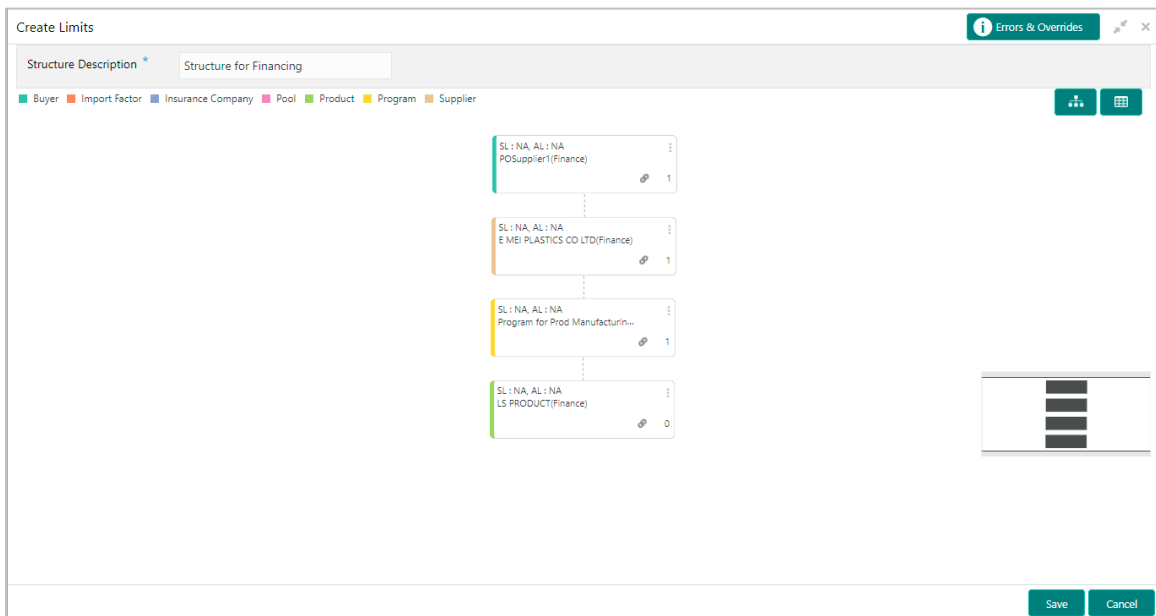 Create Limits
Errors & Overrides
Structure Description *
Structure for Financing
Buyer Import Factor Insurance Company Pool Product Program Supplier
SL : NA, AL : NA
POSupplier1(Finance)
1
SL : NA, AL : NA
E MEI PLASTICS CO LTD(Finance)
1
SL : NA, AL : NA
Program for Prod Manufacturin...
1
SL : NA, AL : NA
LS PRODUCT(Finance)
0
Save Cancel